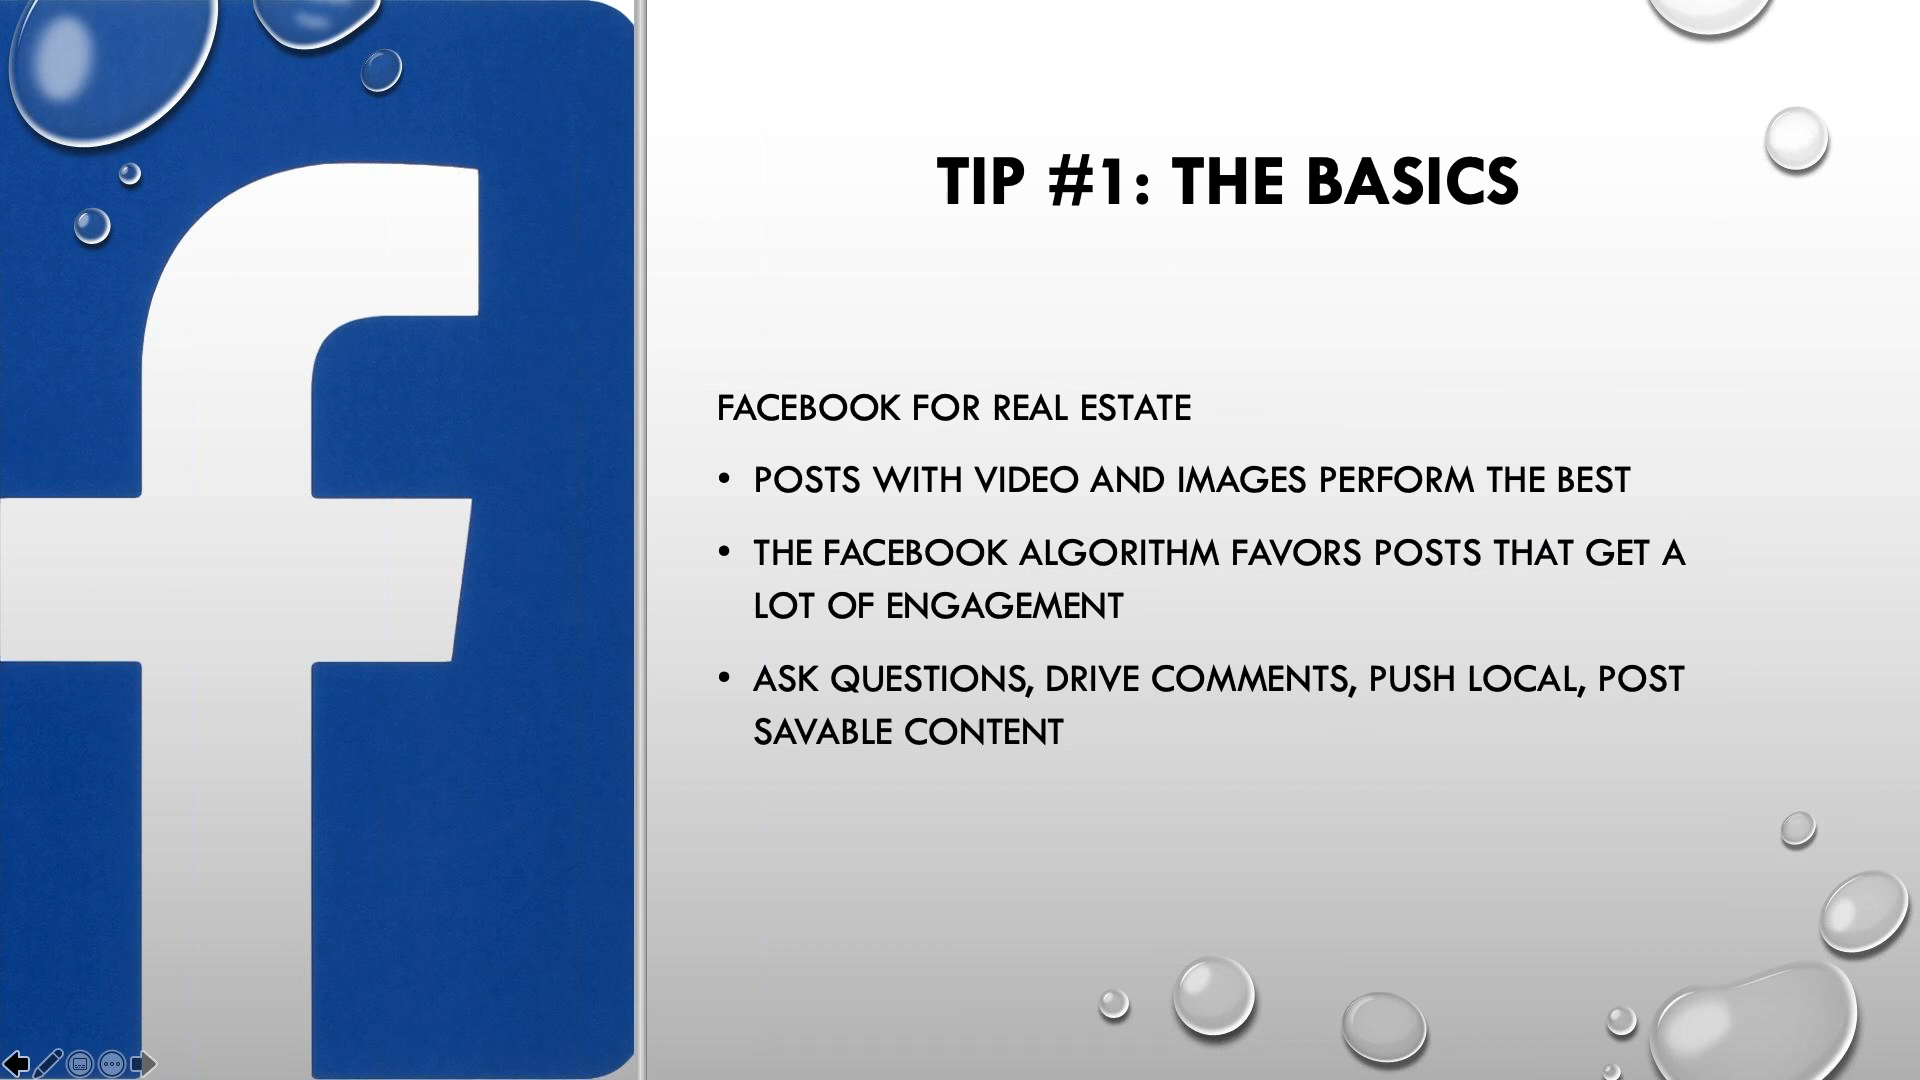 TIP #1: THE BASICS
FACEBOOK FOR REAL ESTATE
• POSTS WITH VIDEO AND IMAGES PERFORM THE BEST
• THE FACEBOOK ALGORITHM FAVORS POSTS THAT GET A
LOT OF ENGAGEMENT
• ASK QUESTIONS, DRIVE COMMENTS, PUSH LOCAL, POST
SAVABLE CONTENT